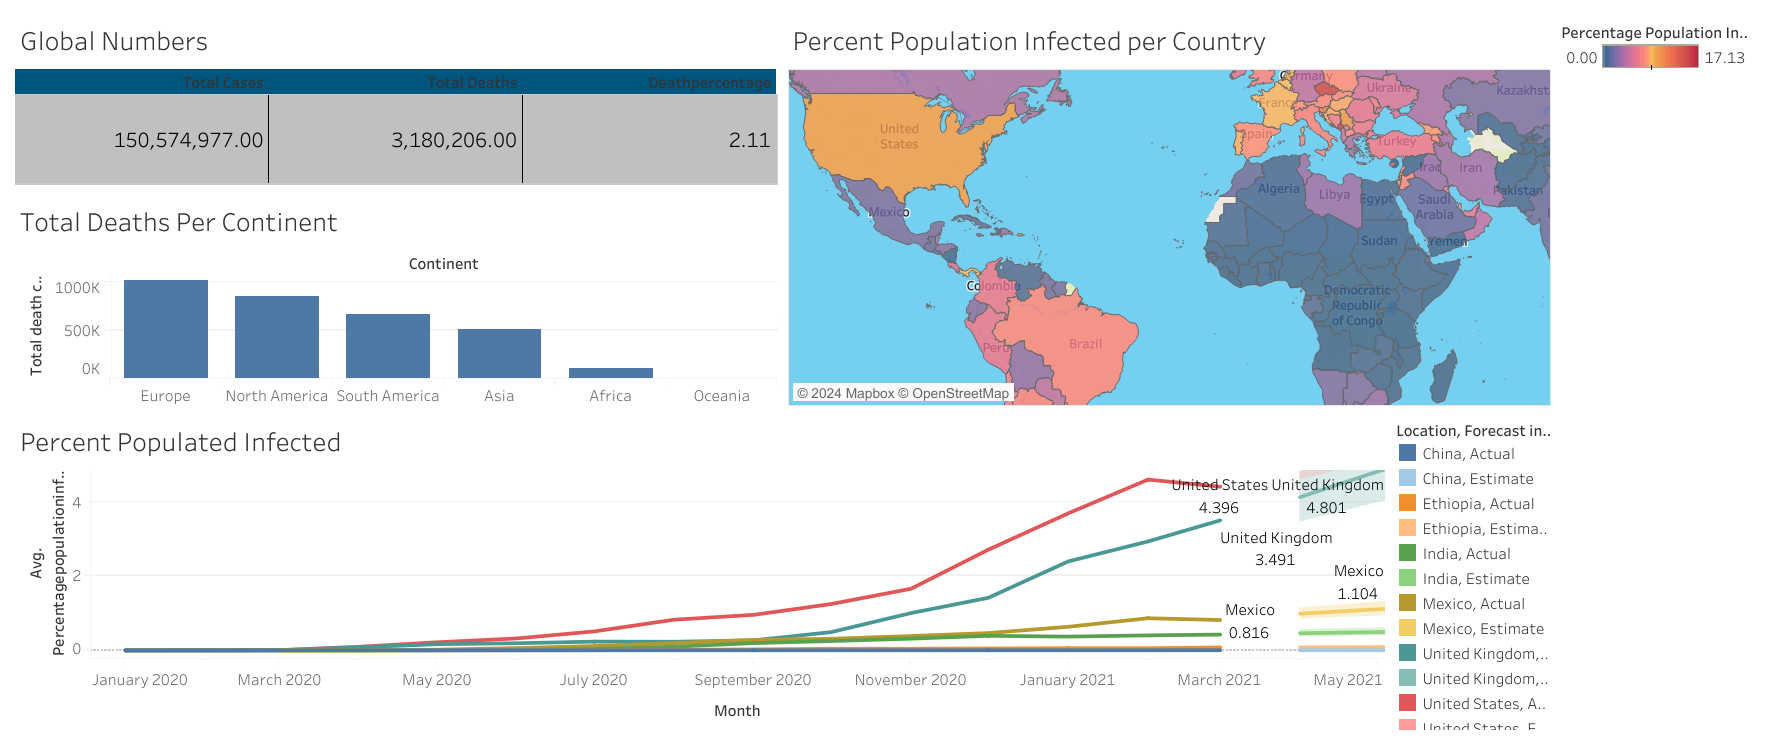 Global Numbers
Total Cases
Total Deaths
Deathpercentage
150,574,977.00
3,180,206.00
2.11
Total Deaths Per Continent
Continent
Total death c..
1000K
500K
0K
Europe
North America
South America
Asia
Africa
Oceania
Percent Population Infected per Country
United
States
Mexico
Colombia
Peru
Brazil
Germany
France
Spain
Ukraine
Turkey
Kazakhst
Algeria
Libya
Egypt
Iraq
Iran
Saudi
Arabia
Pakistan
Sudan
Yemen
Democratic
Republic
of Congo
© 2024 Mapbox © OpenStreetMap
Percentage Population In..
0.00
17.13
Percent Populated Infected
Avg.
Percentagepopulationinf..
4
2
0
United States
4.396
United Kingdom
4.801
United Kingdom
3.491
Mexico
1.104
Mexico
0.816
January 2020
March 2020
May 2020
July 2020
September 2020
November 2020
January 2021
March 2021
May 2021
Month
Location, Forecast in..
China, Actual
China, Estimate
Ethiopia, Actual
Ethiopia, Estima..
India, Actual
India, Estimate
Mexico, Actual
Mexico, Estimate
United Kingdom,..
United Kingdom,..
United States, A..
United States, E